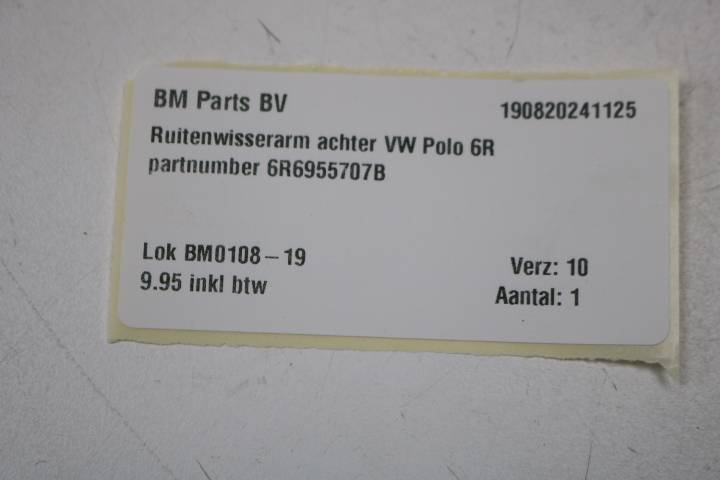 BM Parts BV 190820241125
Ruitenwisserarm achter VW Polo 6R
partnumber 6R6955707B
Lok BM0108-19 Verz: 10
9.95 inkl btw Aantal: 1